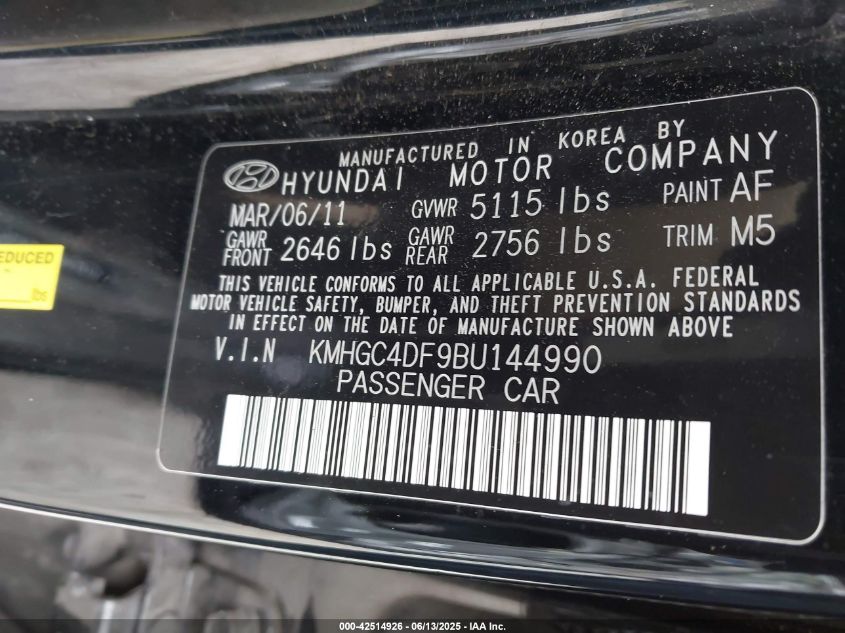 MANUFACTURED IN KOREA BY
HYUNDAI MOTOR COMPANY
MAR/06/11 GVWR 5115 lbs PAINT AF
GAWR FRONT 2646 lbs GAWR REAR 2756 lbs TRIM M5
THIS VEHICLE CONFORMS TO ALL APPLICABLE U.S.A. FEDERAL
MOTOR VEHICLE SAFETY, BUMPER, AND THEFT PREVENTION STANDARDS
IN EFFECT ON THE DATE OF MANUFACTURE SHOWN ABOVE
V.I.N KMHGC4DF9BU144990
PASSENGER CAR
EDUCED
lbs
000-42514926 - 06/13/2025 - IAA Inc.